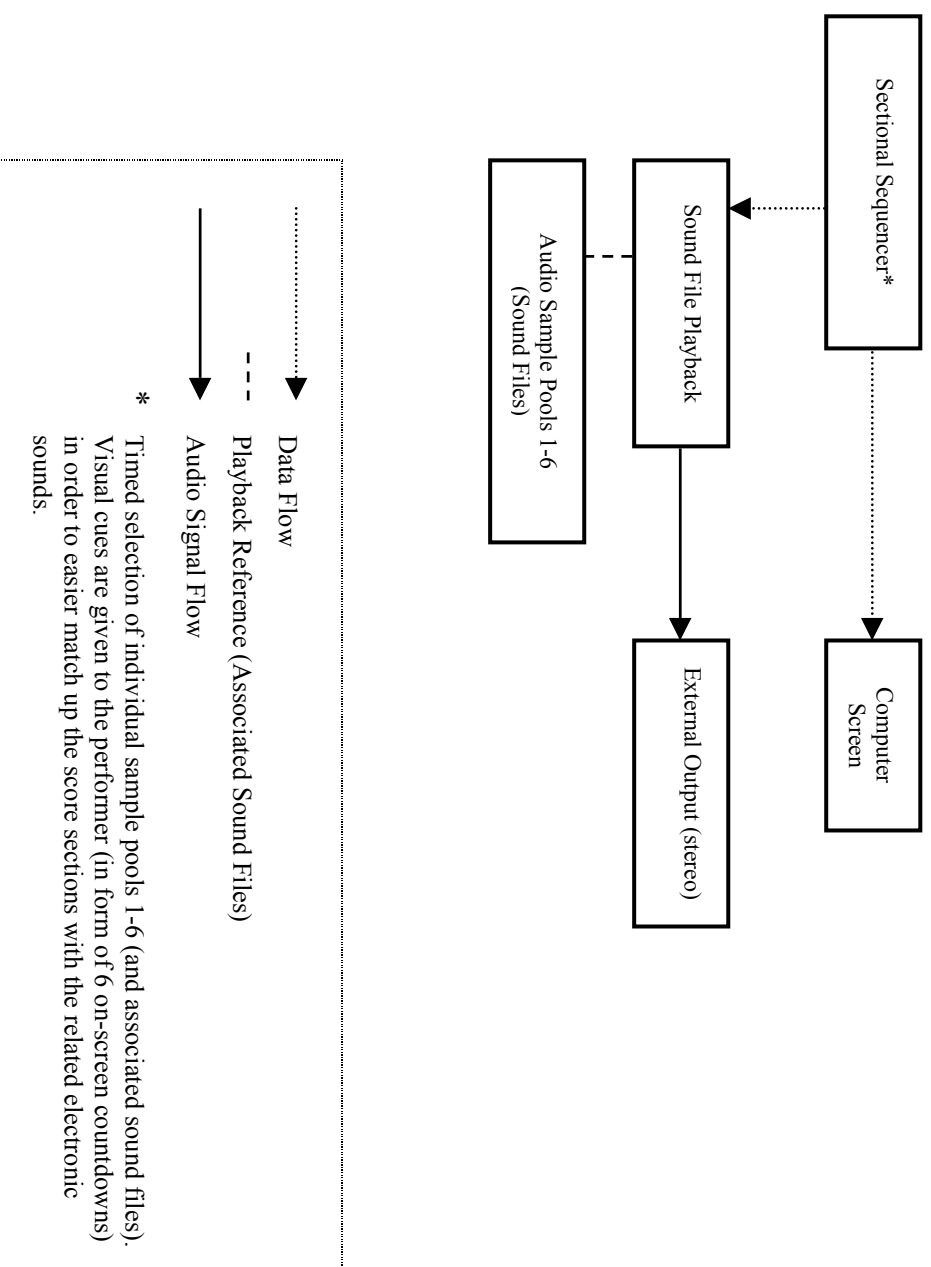 Sectional Sequencer*
Computer
Screen
Sound File Playback
External Output (stereo)
Audio Sample Pools 1-6
(Sound Files)
Data Flow
Playback Reference (Associated Sound Files)
Audio Signal Flow
* Timed selection of individual sample pools 1-6 (and associated sound files).
Visual cues are given to the performer (in form of 6 on-screen countdowns)
in order to easier match up the score sections with the related electronic
sounds.